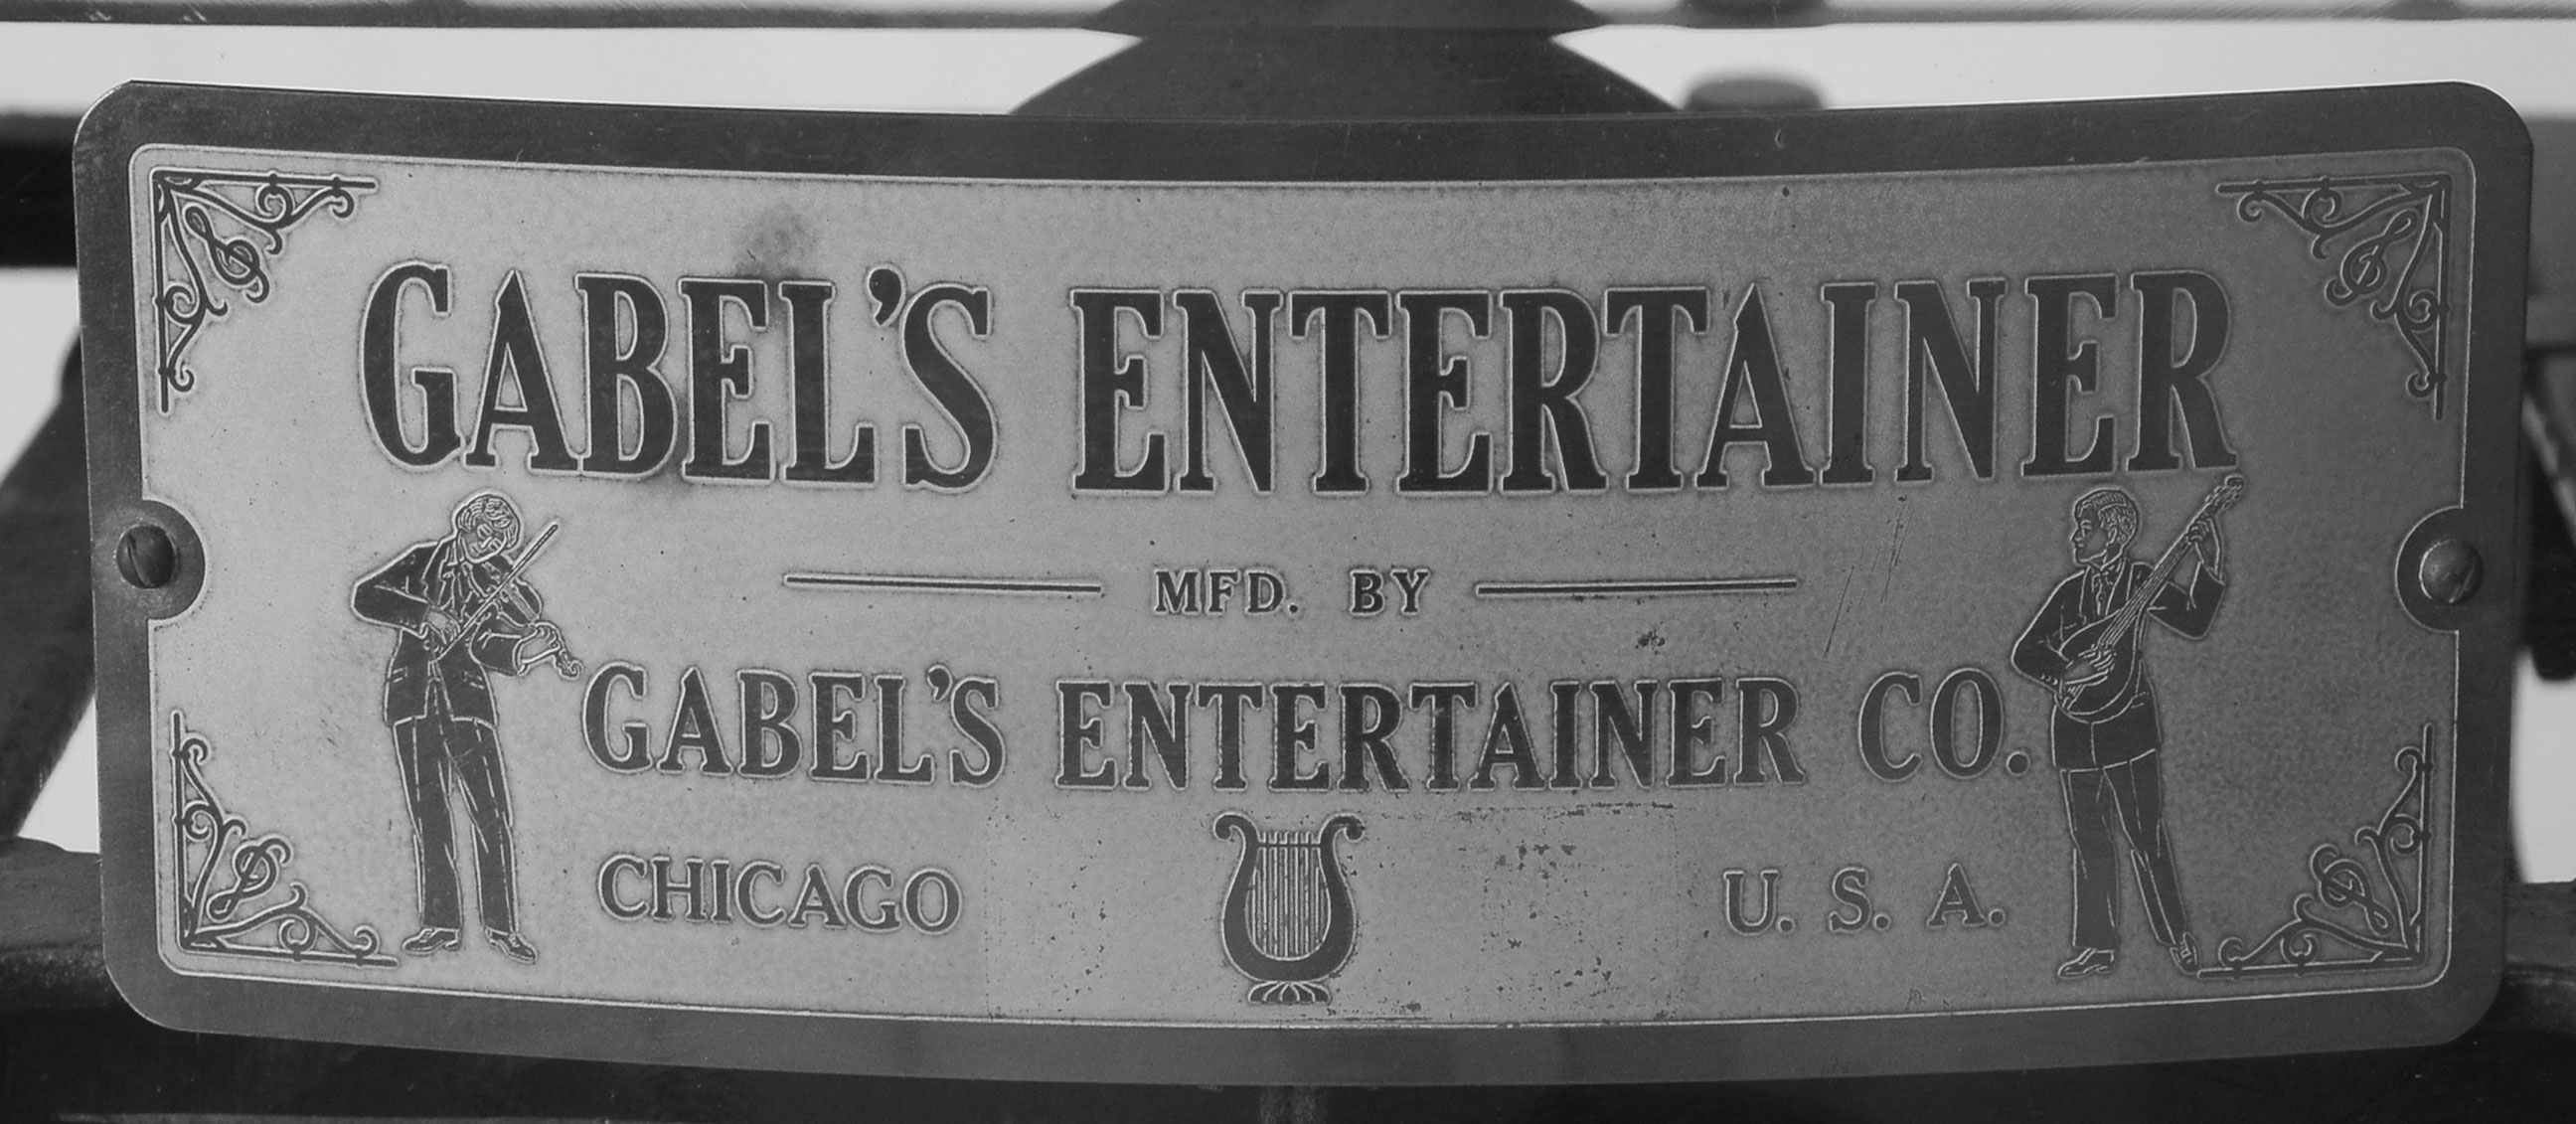 GABEL'S ENTERTAINER
MFD. BY
GABEL'S ENTERTAINER CO.
CHICAGO U. S. A.